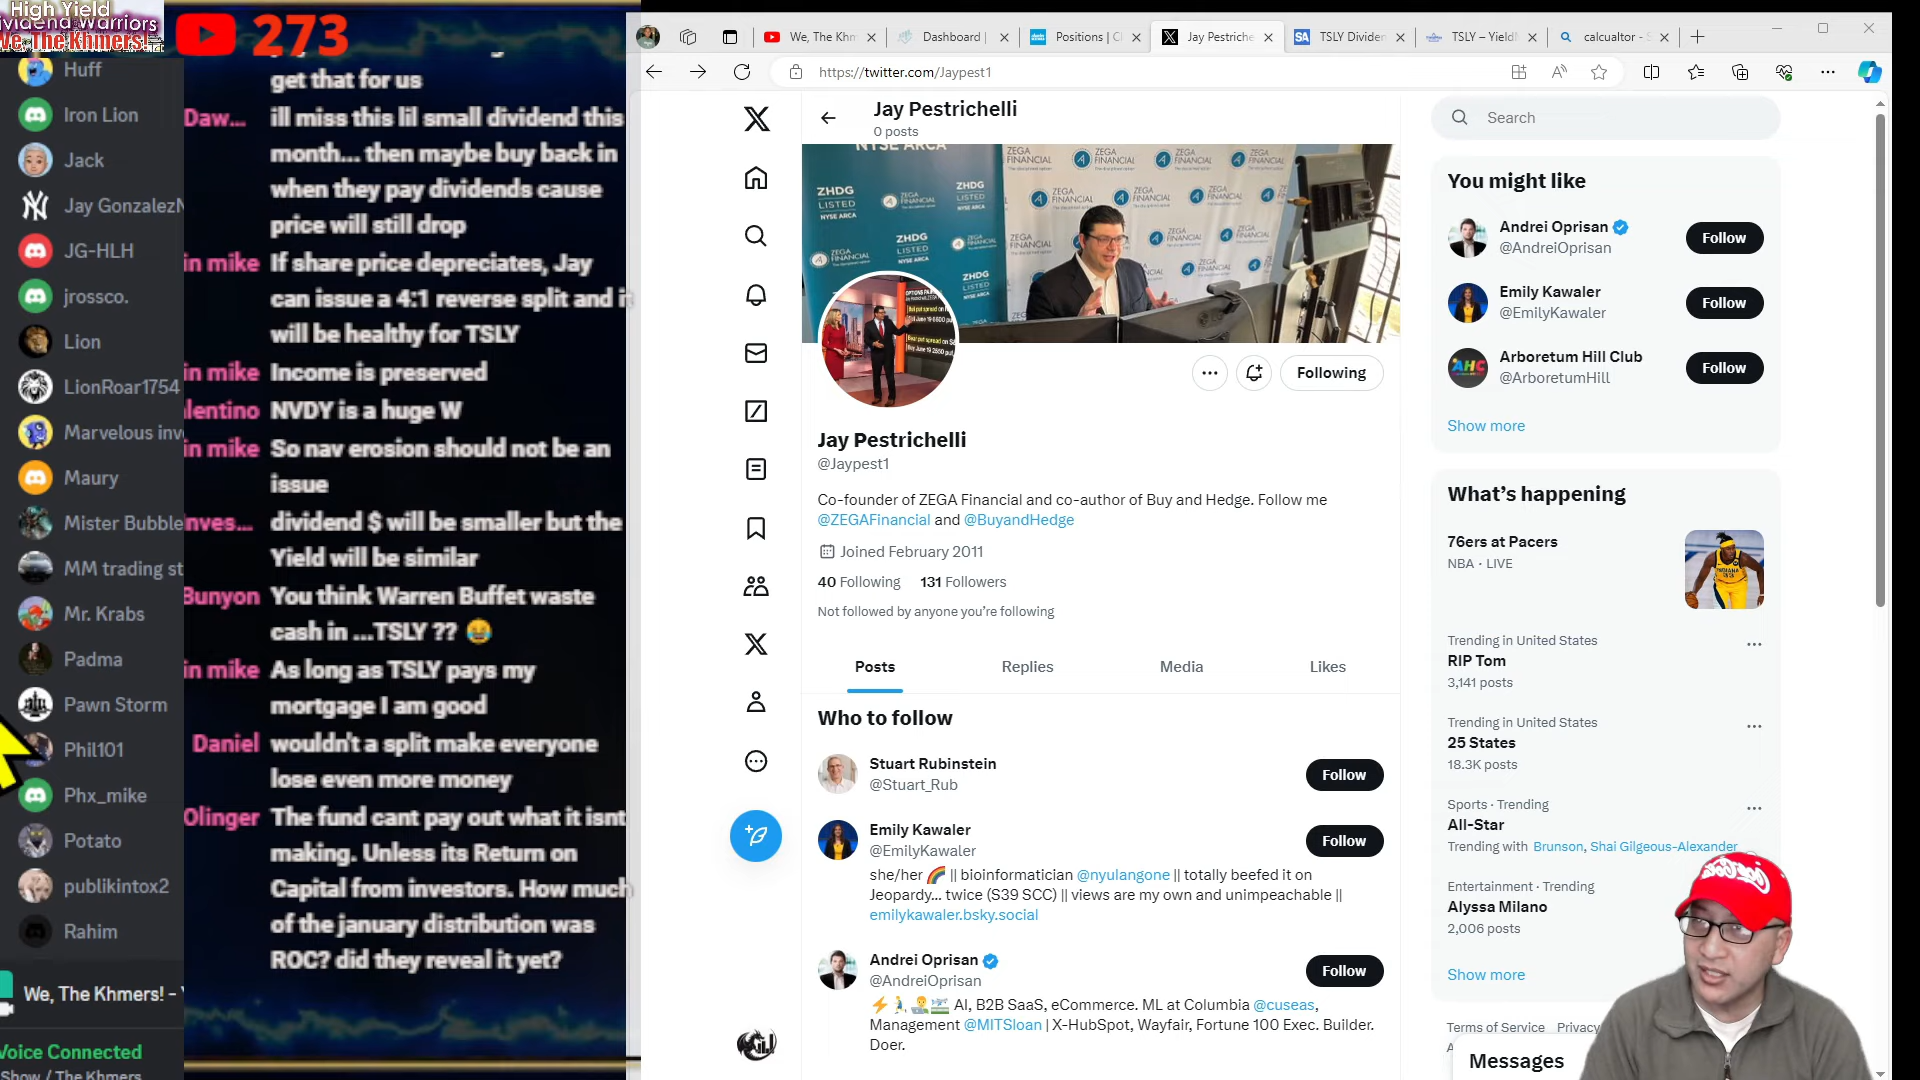 High Yield
Dividend Warriors
We, The Khmers!
273
Huff
Iron Lion
Jack
Jay Gonzalez
JG-HLH
jrossco.
Lion
LionRoar1754
Marvelous inv
Maury
Mister Bubble
MM trading st
Mr. Krabs
Padma
Pawn Storm
Phil101
Phx_mike
Potato
publikintox2
Rahim
We, The Khmers! -
Voice Connected
Show / The Khmers
get that for us
Daw... ill miss this lil small dividend this
month... then maybe buy back in
when they pay dividends cause
price will still drop
in mike If share price depreciates, Jay
can issue a 4:1 reverse split and it
will be healthy for TSLY
in mike Income is preserved
lentino NVDY is a huge W
in mike So nav erosion should not be an
issue
nves... dividend $ will be smaller but the
Yield will be similar
Bunyon You think Warren Buffet waste
cash in ...TSLY ?? 😂
in mike As long as TSLY pays my
mortgage I am good
Daniel wouldn't a split make everyone
lose even more money
Olinger The fund cant pay out what it isnt
making. Unless its Return on
Capital from investors. How much
of the january distribution was
ROC? did they reveal it yet?
We, The Khm
Dashboard |
Positions | C
Jay Pestriche
SA TSLY Divider
TSLY – Yield
calcualtor - S
https://twitter.com/Jaypest1
Jay Pestrichelli
0 posts
NYSE ARCA
ZHDG
LISTED
NYSE ARCA
ZEGA
FINANCIAL
ZHDG
LISTED
NYSE ARCA
Following
Jay Pestrichelli
@Jaypest1
Co-founder of ZEGA Financial and co-author of Buy and Hedge. Follow me
@ZEGAFinancial and @BuyandHedge
Joined February 2011
40 Following 131 Followers
Not followed by anyone you're following
Posts Replies Media Likes
Who to follow
Stuart Rubinstein
@Stuart_Rub
Follow
Emily Kawaler
@EmilyKawaler
Follow
she/her 🌈 || bioinformatician @nyulangone || totally beefed it on
Jeopardy... twice (S39 SCC) || views are my own and unimpeachable ||
emilykawaler.bsky.social
Andrei Oprisan
@AndreiOprisan
Follow
AI, B2B SaaS, eCommerce. ML at Columbia @cuseas,
Management @MITSloan | X-HubSpot, Wayfair, Fortune 100 Exec. Builder.
Doer.
Search
You might like
Andrei Oprisan
@AndreiOprisan
Follow
Emily Kawaler
@EmilyKawaler
Follow
AHC
Arboretum Hill Club
@ArboretumHill
Follow
Show more
What's happening
76ers at Pacers
NBA · LIVE
Trending in United States
RIP Tom
3,141 posts
Trending in United States
25 States
18.3K posts
Sports · Trending
All-Star
Trending with Brunson, Shai Gilgeous-Alexander
Entertainment · Trending
Alyssa Milano
2,006 posts
Show more
Terms of Service Privacy
Messages